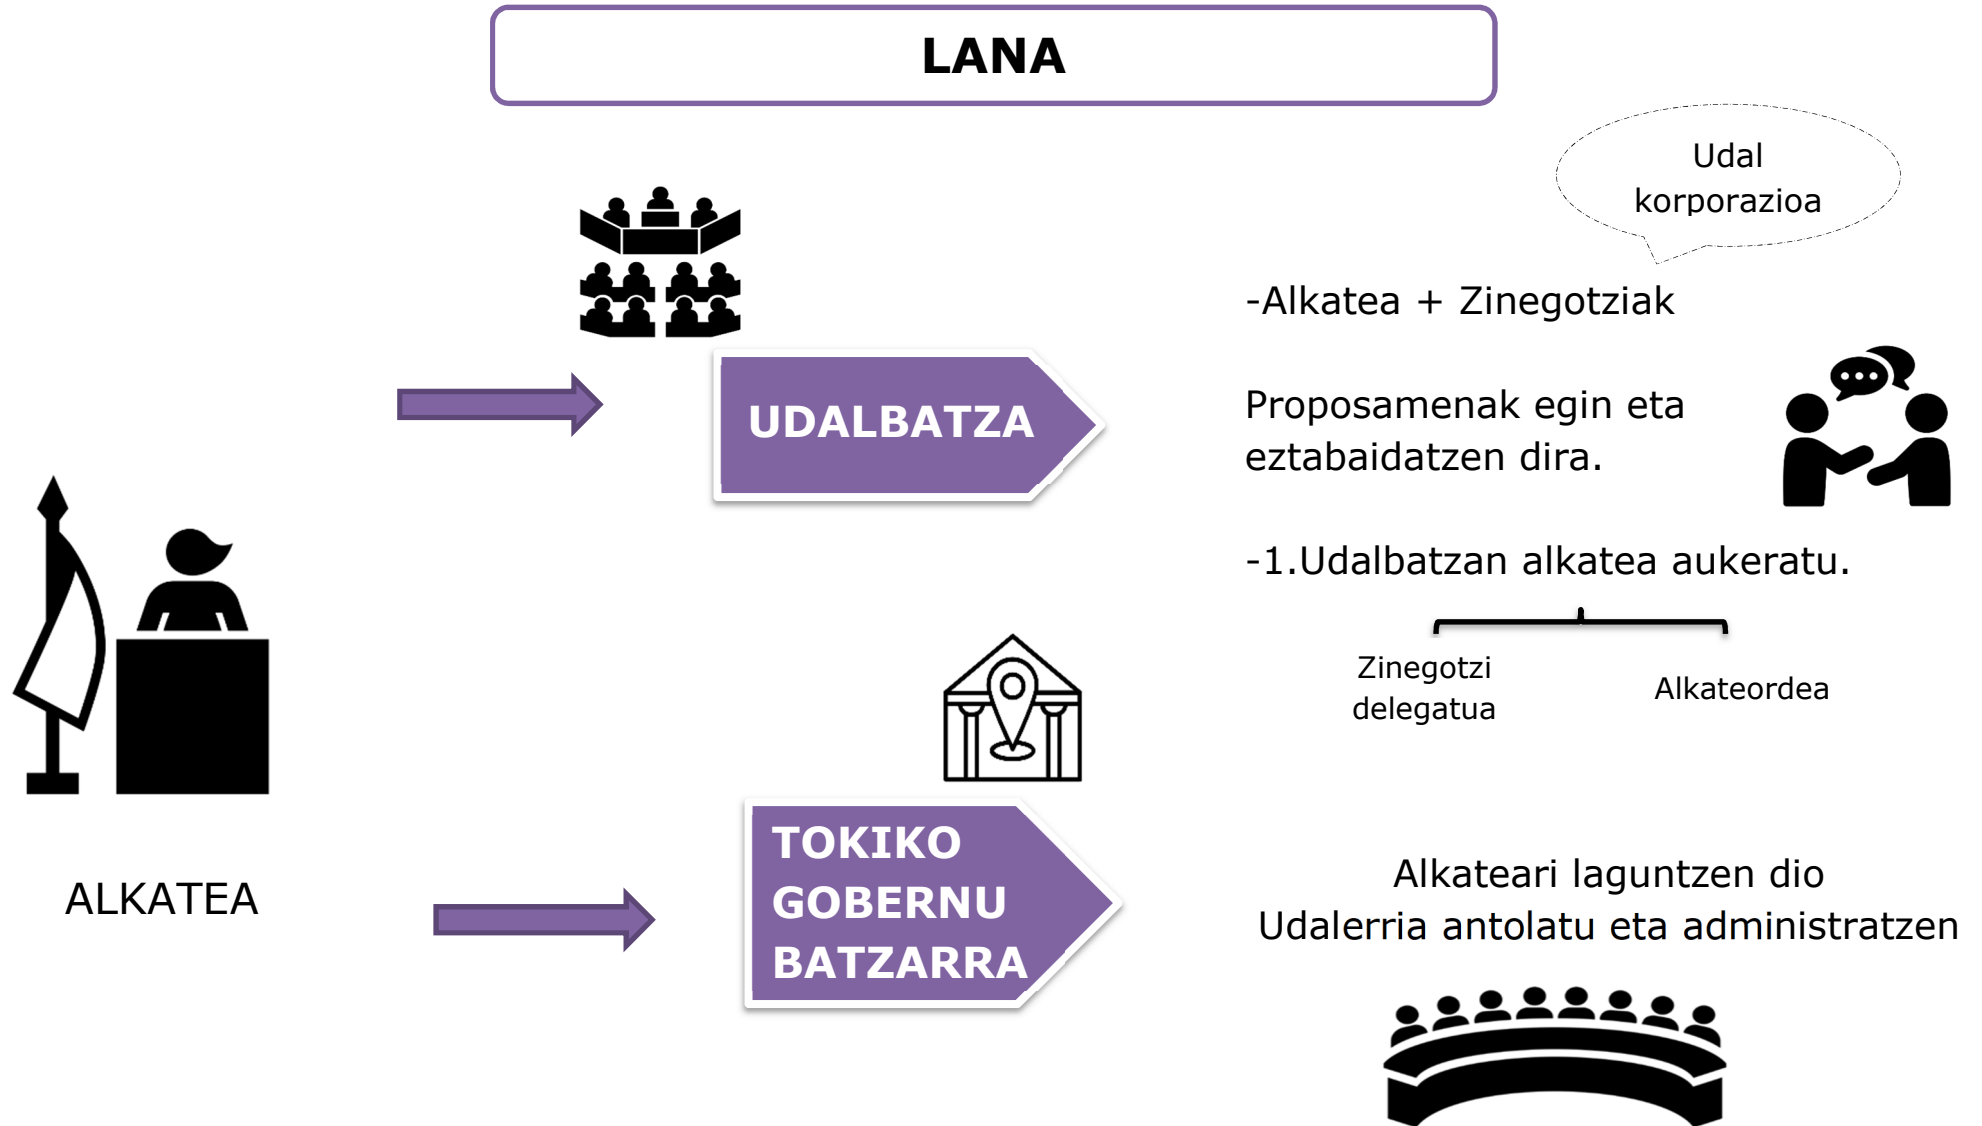 LANA
Udal
korporazioa
-Alkatea + Zinegotziak
UDALBATZA
Proposamenak egin eta
eztabaidatzen dira.
-1.Udalbatzan alkatea aukeratu.
Zinegotzi
delegatua
Alkateordea
ALKATEA
TOKIKO
GOBERNU
BATZARRA
Alkateari laguntzen dio
Udalerria antolatu eta administratzen